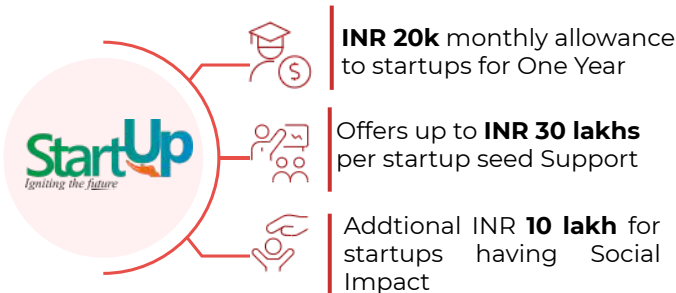 StartUp
Igniting the future
INR 20k monthly allowance
to startups for One Year
$
Offers up to INR 30 lakhs
per startup seed Support
Addtional INR 10 lakh for
startups having Social
Impact